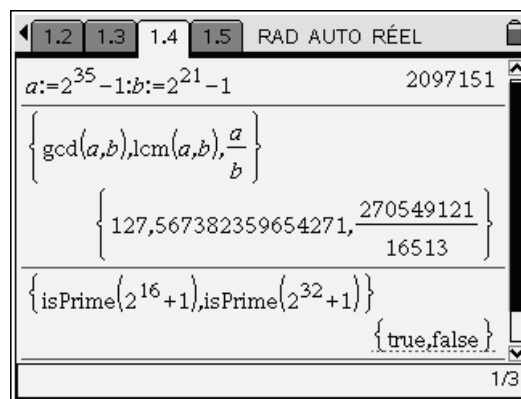 1.2 1.3 1.4 1.5 RAD AUTO RÉEL
a:=2^35−1:b:=2^21−1 2097151
{gcd(a,b),lcm(a,b),a/b}
{127,567382359654271,270549121/16513}
{isPrime(2^16+1),isPrime(2^32+1)}
{true,false}
1/3